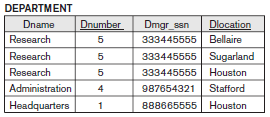 DEPARTMENT
Dname Dnumber Dmgr_ssn Dlocation
Research 5 333445555 Bellaire
Research 5 333445555 Sugarland
Research 5 333445555 Houston
Administration 4 987654321 Stafford
Headquarters 1 888665555 Houston